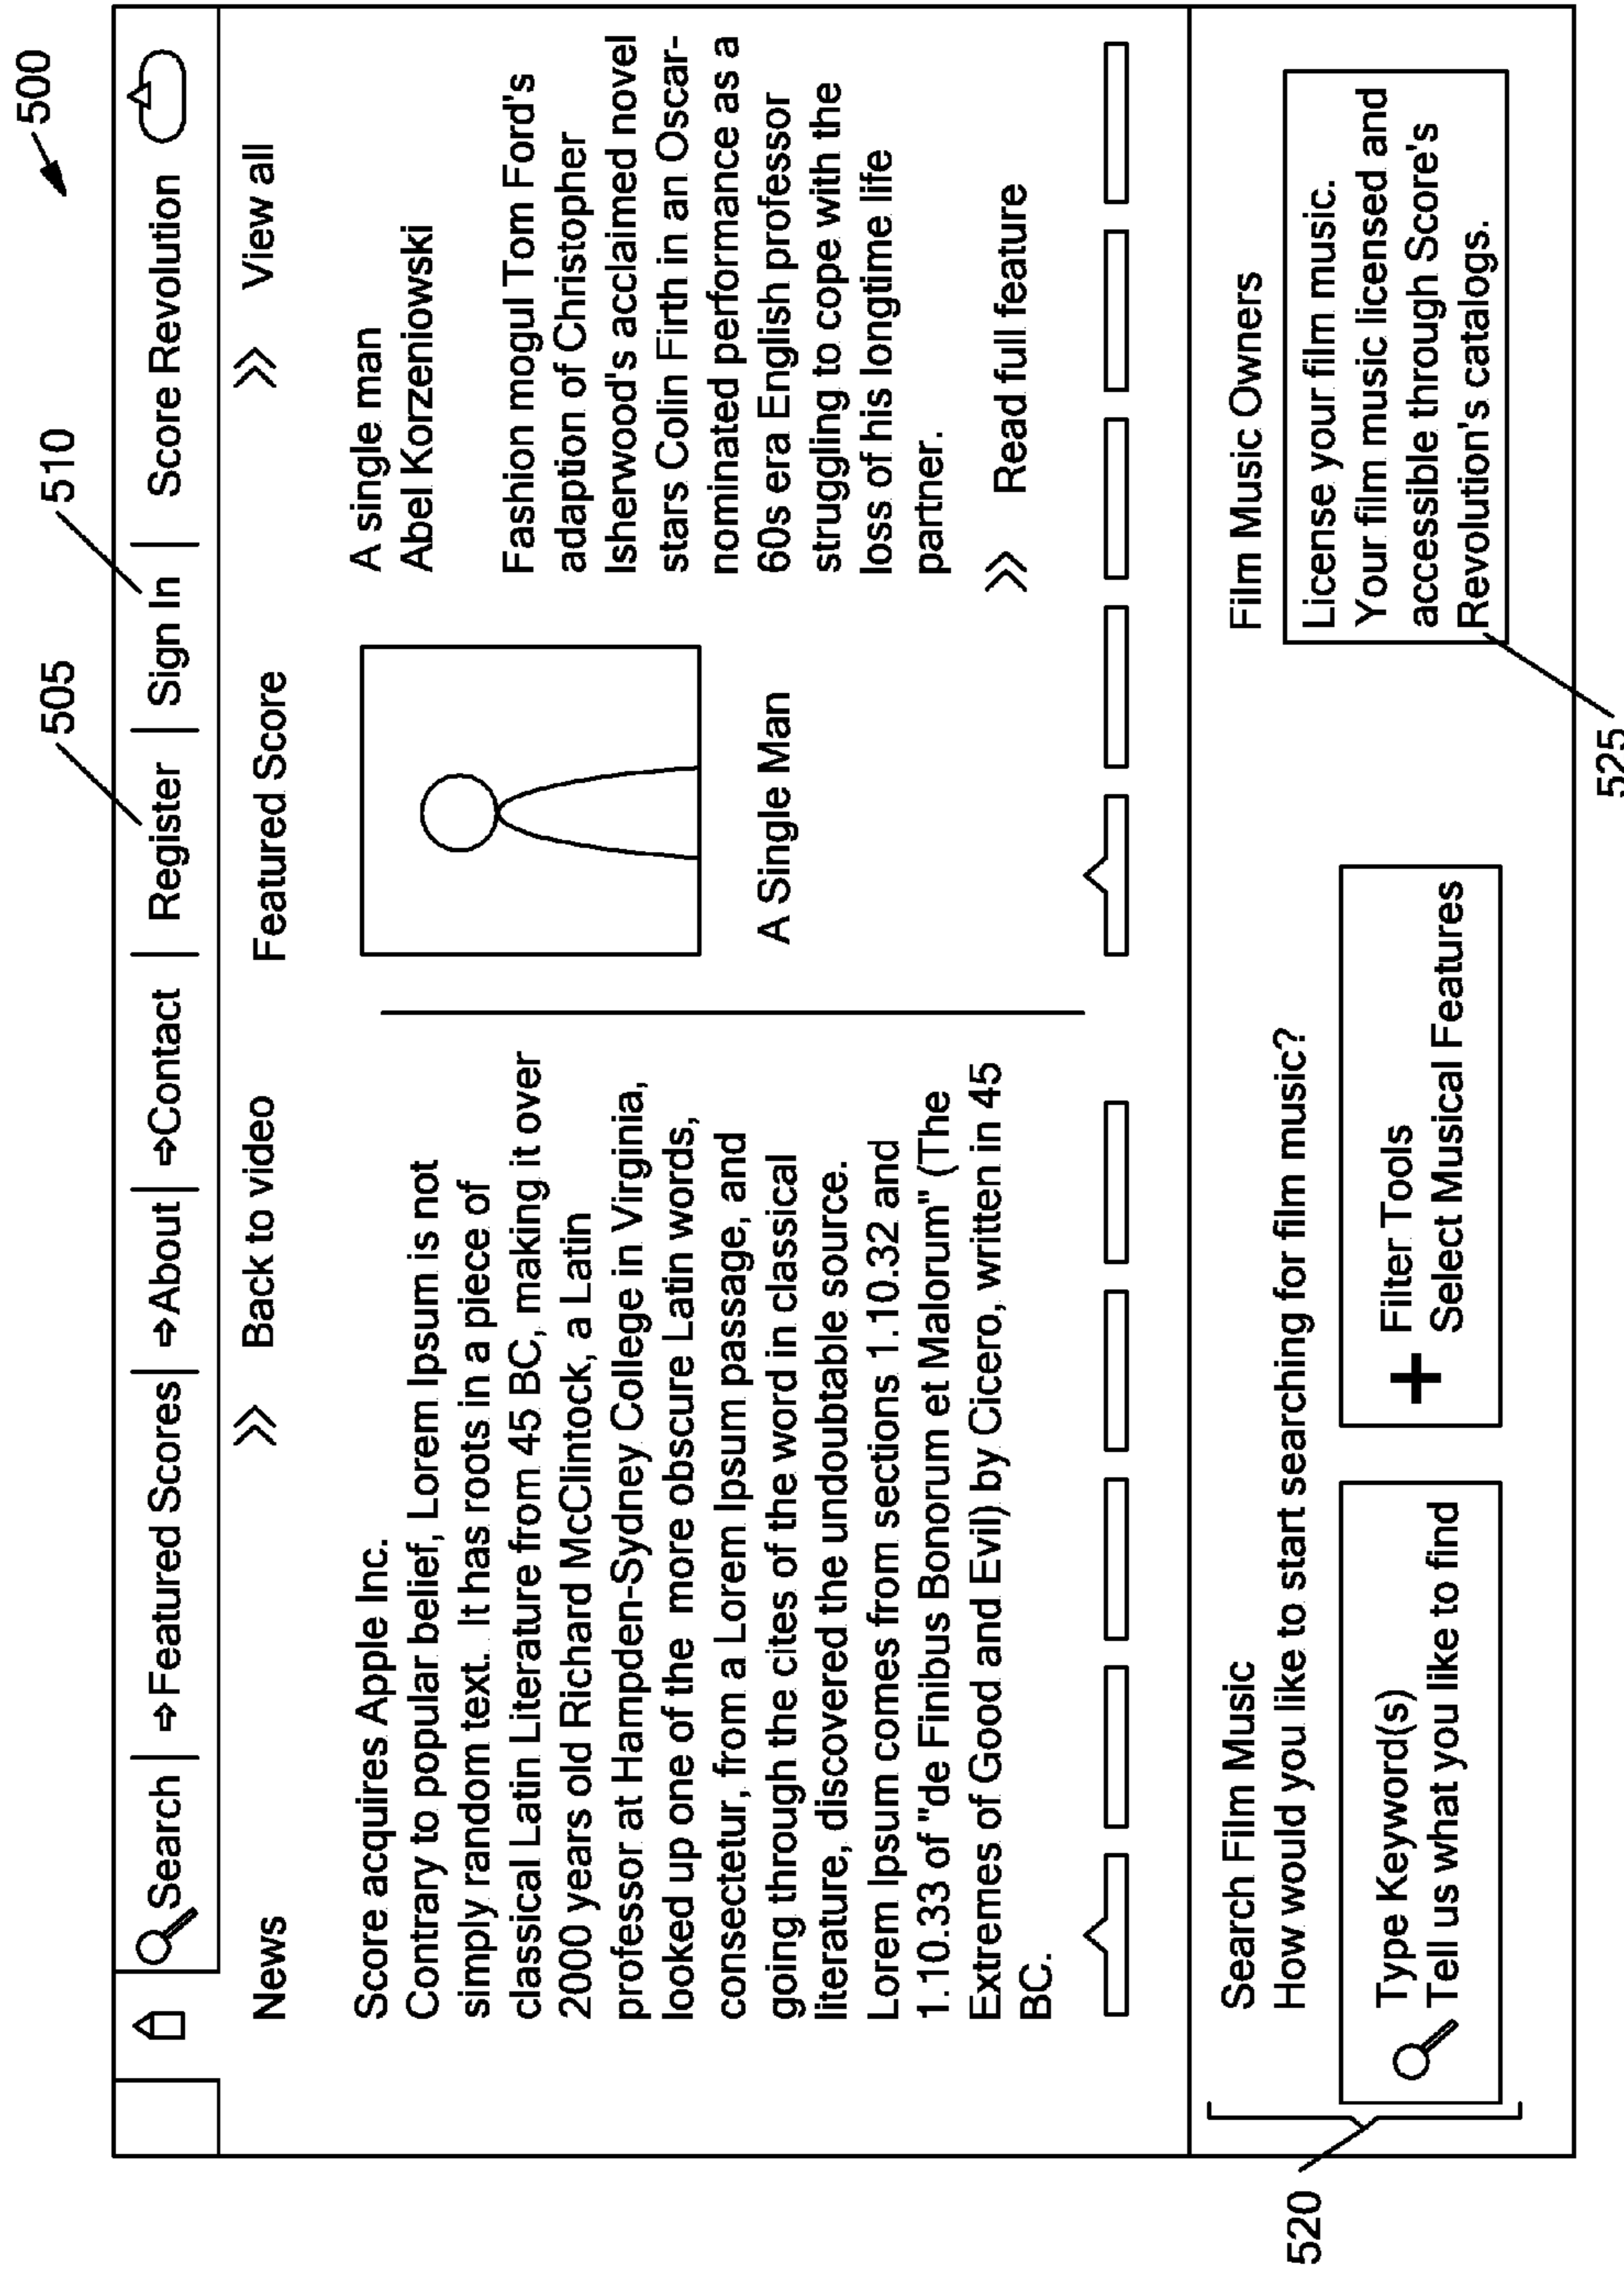 500
505
510
Search | ⇨Featured Scores | ⇨About | ⇨Contact | Register | Sign In | Score Revolution
News
>> Back to video
Score acquires Apple Inc.
Contrary to popular belief, Lorem Ipsum is not
simply random text. It has roots in a piece of
classical Latin Literature from 45 BC, making it over
2000 years old Richard McClintock, a Latin
professor at Hampden-Sydney College in Virginia,
looked up one of the more obscure Latin words,
consectetur, from a Lorem Ipsum passage, and
going through the cites of the word in classical
literature, discovered the undoubtable source.
Lorem Ipsum comes from sections 1.10.32 and
1.10.33 of "de Finibus Bonorum et Malorum" (The
Extremes of Good and Evil) by Cicero, written in 45
BC.
Featured Score
>> View all
A Single Man
A single man
Abel Korzeniowski
Fashion mogul Tom Ford's
adaption of Christopher
Isherwood's acclaimed novel
stars Colin Firth in an Oscar-
nominated performance as a
60s era English professor
struggling to cope with the
loss of his longtime life
partner.
>> Read full feature
Search Film Music
How would you like to start searching for film music?
Type Keyword(s)
Tell us what you like to find
+ Filter Tools
Select Musical Features
Film Music Owners
License your film music.
Your film music licensed and
accessible through Score's
Revolution's catalogs.
520
525